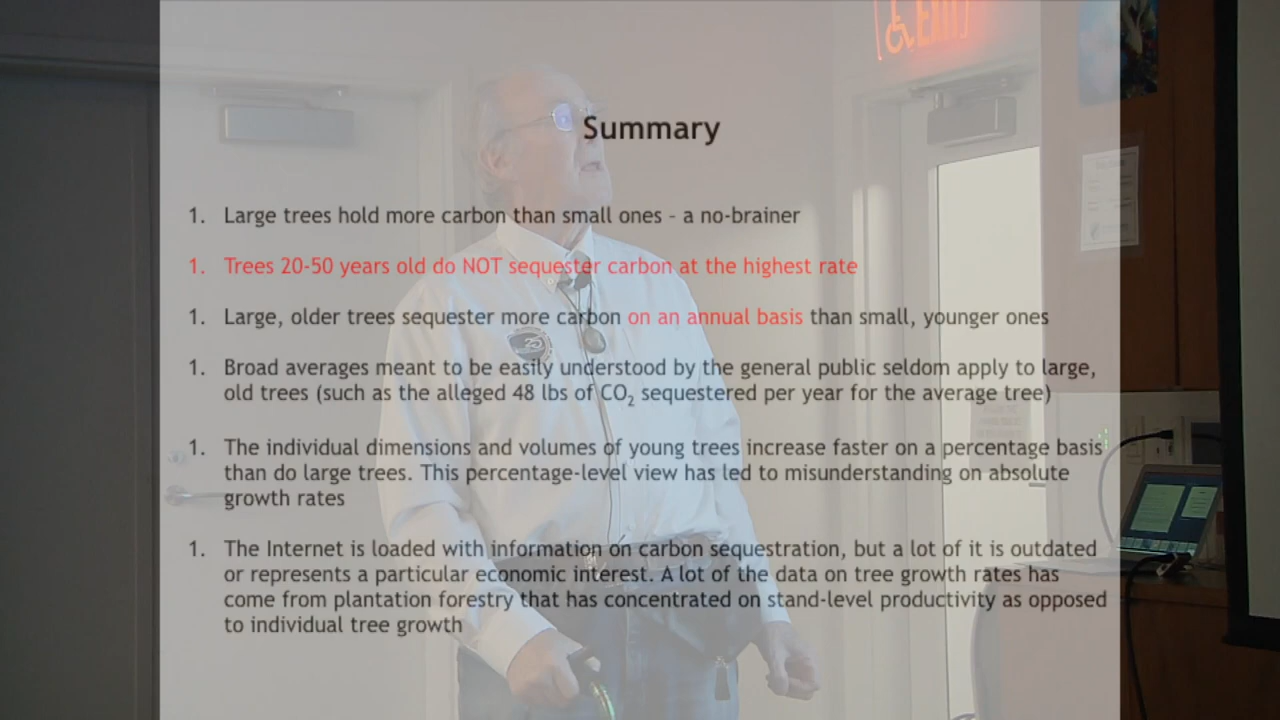 EXIT
Summary
1. Large trees hold more carbon than small ones – a no-brainer
1. Trees 20-50 years old do NOT sequester carbon at the highest rate
1. Large, older trees sequester more carbon on an annual basis than small, younger ones
1. Broad averages meant to be easily understood by the general public seldom apply to large,
old trees (such as the alleged 48 lbs of CO2 sequestered per year for the average tree)
1. The individual dimensions and volumes of young trees increase faster on a percentage basis
than do large trees. This percentage-level view has led to misunderstanding on absolute
growth rates
1. The Internet is loaded with information on carbon sequestration, but a lot of it is outdated
or represents a particular economic interest. A lot of the data on tree growth rates has
come from plantation forestry that has concentrated on stand-level productivity as opposed
to individual tree growth
25